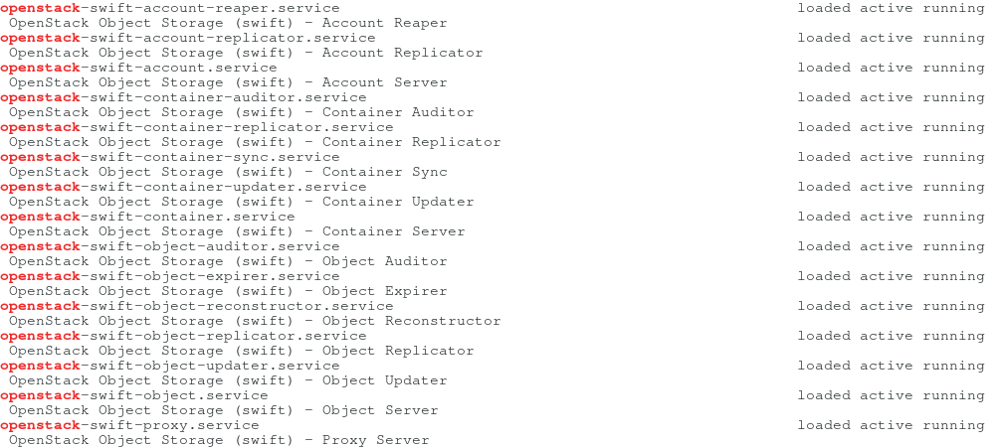 openstack-swift-account-reaper.service loaded active running
OpenStack Object Storage (swift) - Account Reaper
openstack-swift-account-replicator.service loaded active running
OpenStack Object Storage (swift) - Account Replicator
openstack-swift-account.service loaded active running
OpenStack Object Storage (swift) - Account Server
openstack-swift-container-auditor.service loaded active running
OpenStack Object Storage (swift) - Container Auditor
openstack-swift-container-replicator.service loaded active running
OpenStack Object Storage (swift) - Container Replicator
openstack-swift-container-sync.service loaded active running
OpenStack Object Storage (swift) - Container Sync
openstack-swift-container-updater.service loaded active running
OpenStack Object Storage (swift) - Container Updater
openstack-swift-container.service loaded active running
OpenStack Object Storage (swift) - Container Server
openstack-swift-object-auditor.service loaded active running
OpenStack Object Storage (swift) - Object Auditor
openstack-swift-object-expirer.service loaded active running
OpenStack Object Storage (swift) - Object Expirer
openstack-swift-object-reconstructor.service loaded active running
OpenStack Object Storage (swift) - Object Reconstructor
openstack-swift-object-replicator.service loaded active running
OpenStack Object Storage (swift) - Object Replicator
openstack-swift-object-updater.service loaded active running
OpenStack Object Storage (swift) - Object Updater
openstack-swift-object.service loaded active running
OpenStack Object Storage (swift) - Object Server
openstack-swift-proxy.service loaded active running
OpenStack Object Storage (swift) - Proxy Server